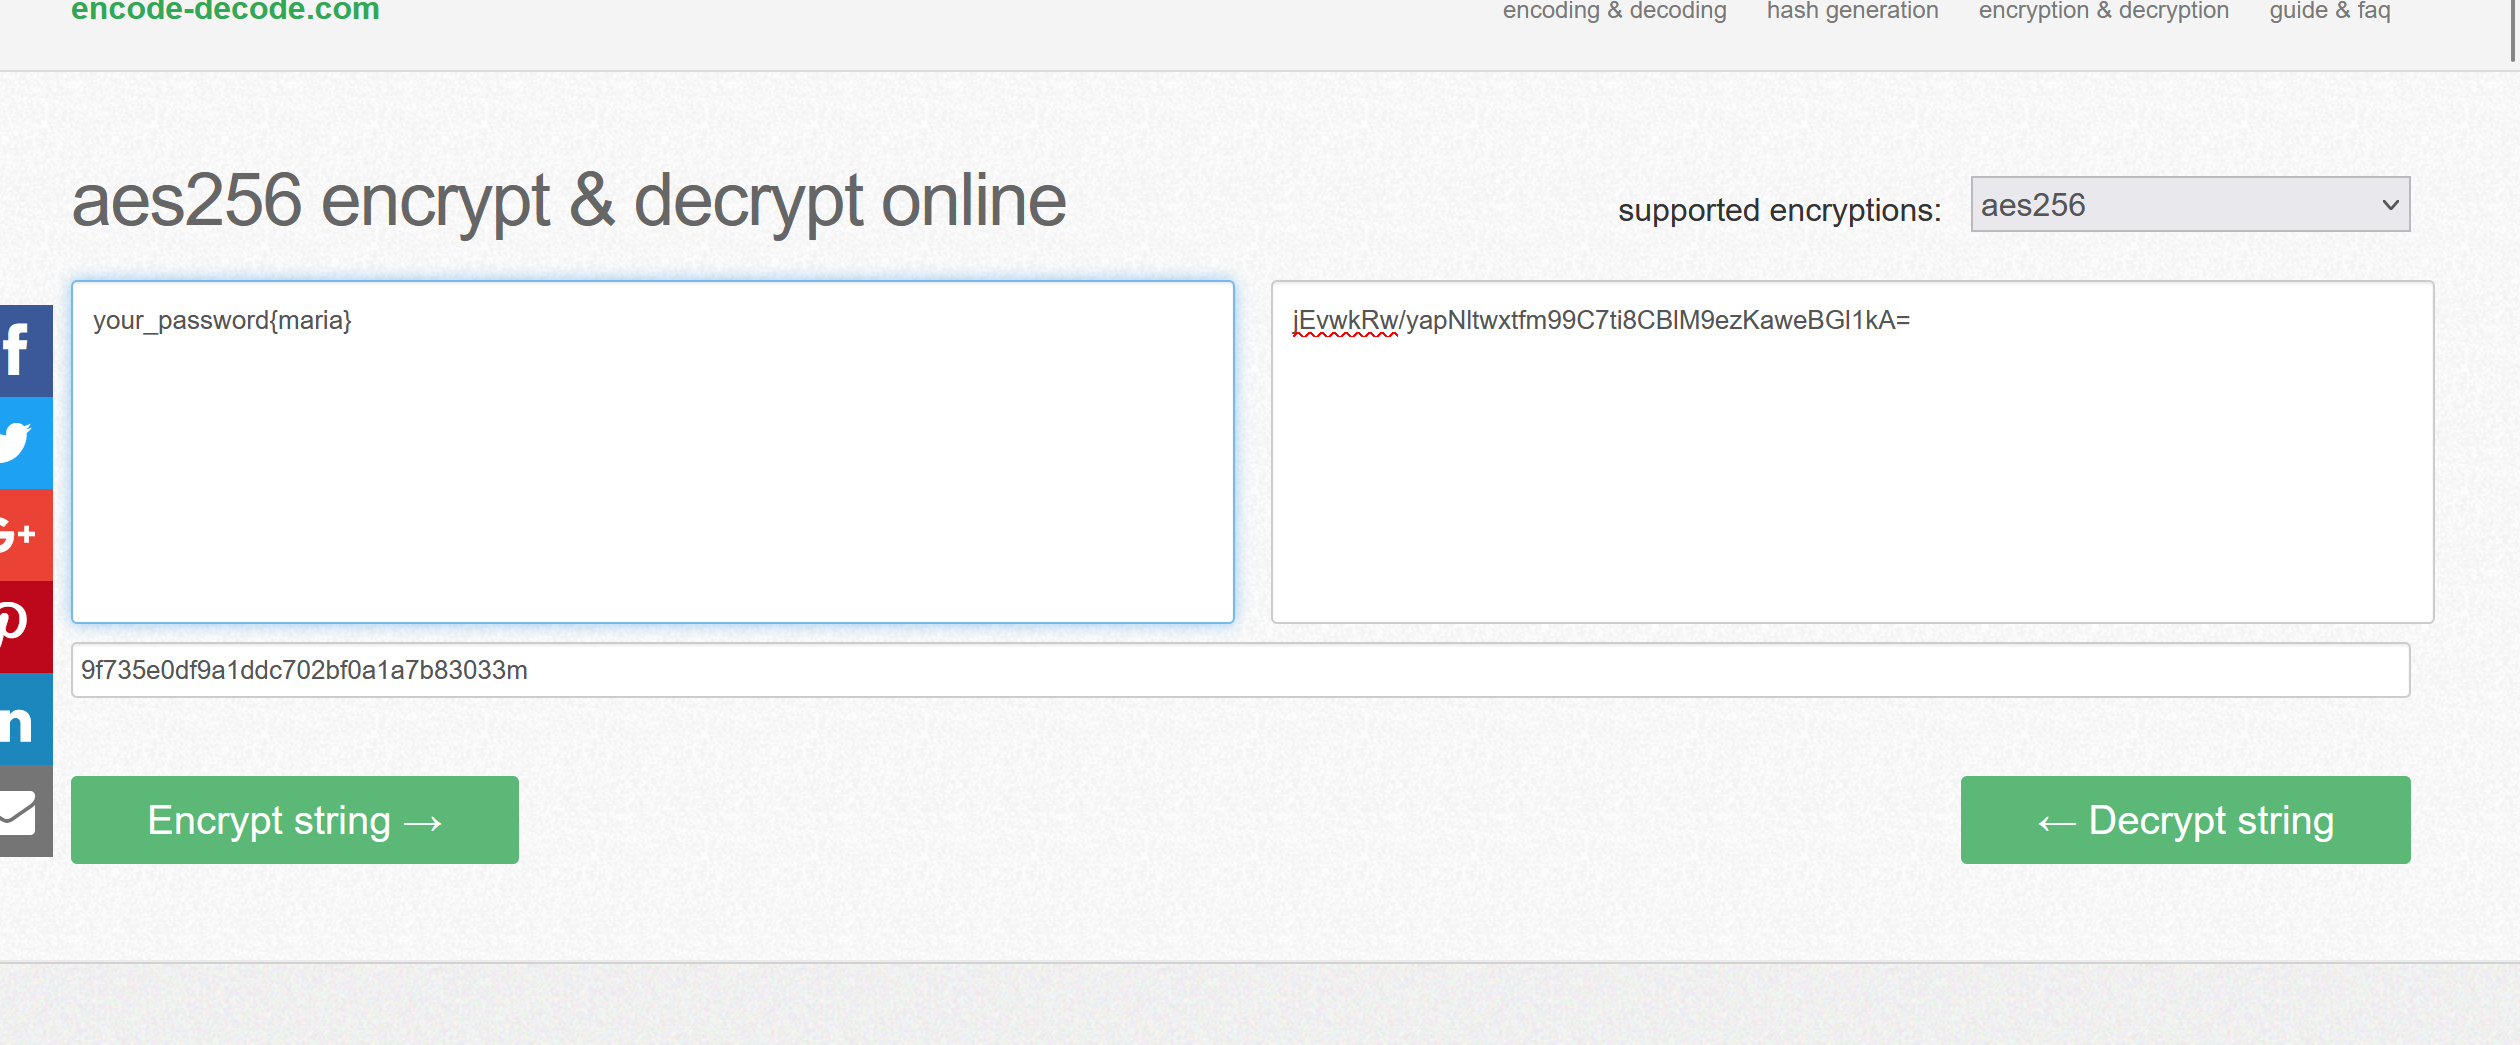 encode-decode.com
encoding & decoding hash generation encryption & decryption guide & faq
aes256 encrypt & decrypt online
supported encryptions: aes256
your_password{maria}
jEvwkRw/yapNltwxtfm99C7ti8CBlM9ezKaweBGl1kA=
9f735e0df9a1ddc702bf0a1a7b83033m
Encrypt string →
← Decrypt string